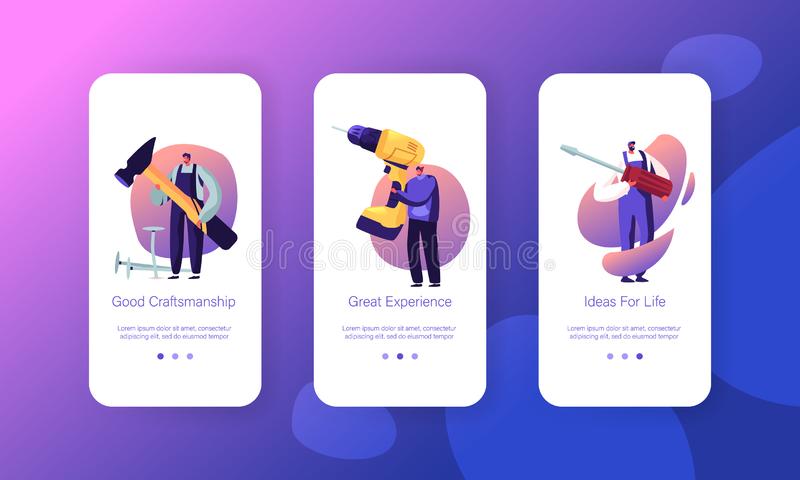 Good Craftsmanship
Lorem ipsum dolor sit amet, consectetur
adipiscing elit, sed do eiusmod tempor
Great Experience
Lorem ipsum dolor sit amet, consectetur
adipiscing elit, sed do eiusmod tempor
Ideas For Life
Lorem ipsum dolor sit amet, consectetur
adipiscing elit, sed do eiusmod tempor
dreamstime